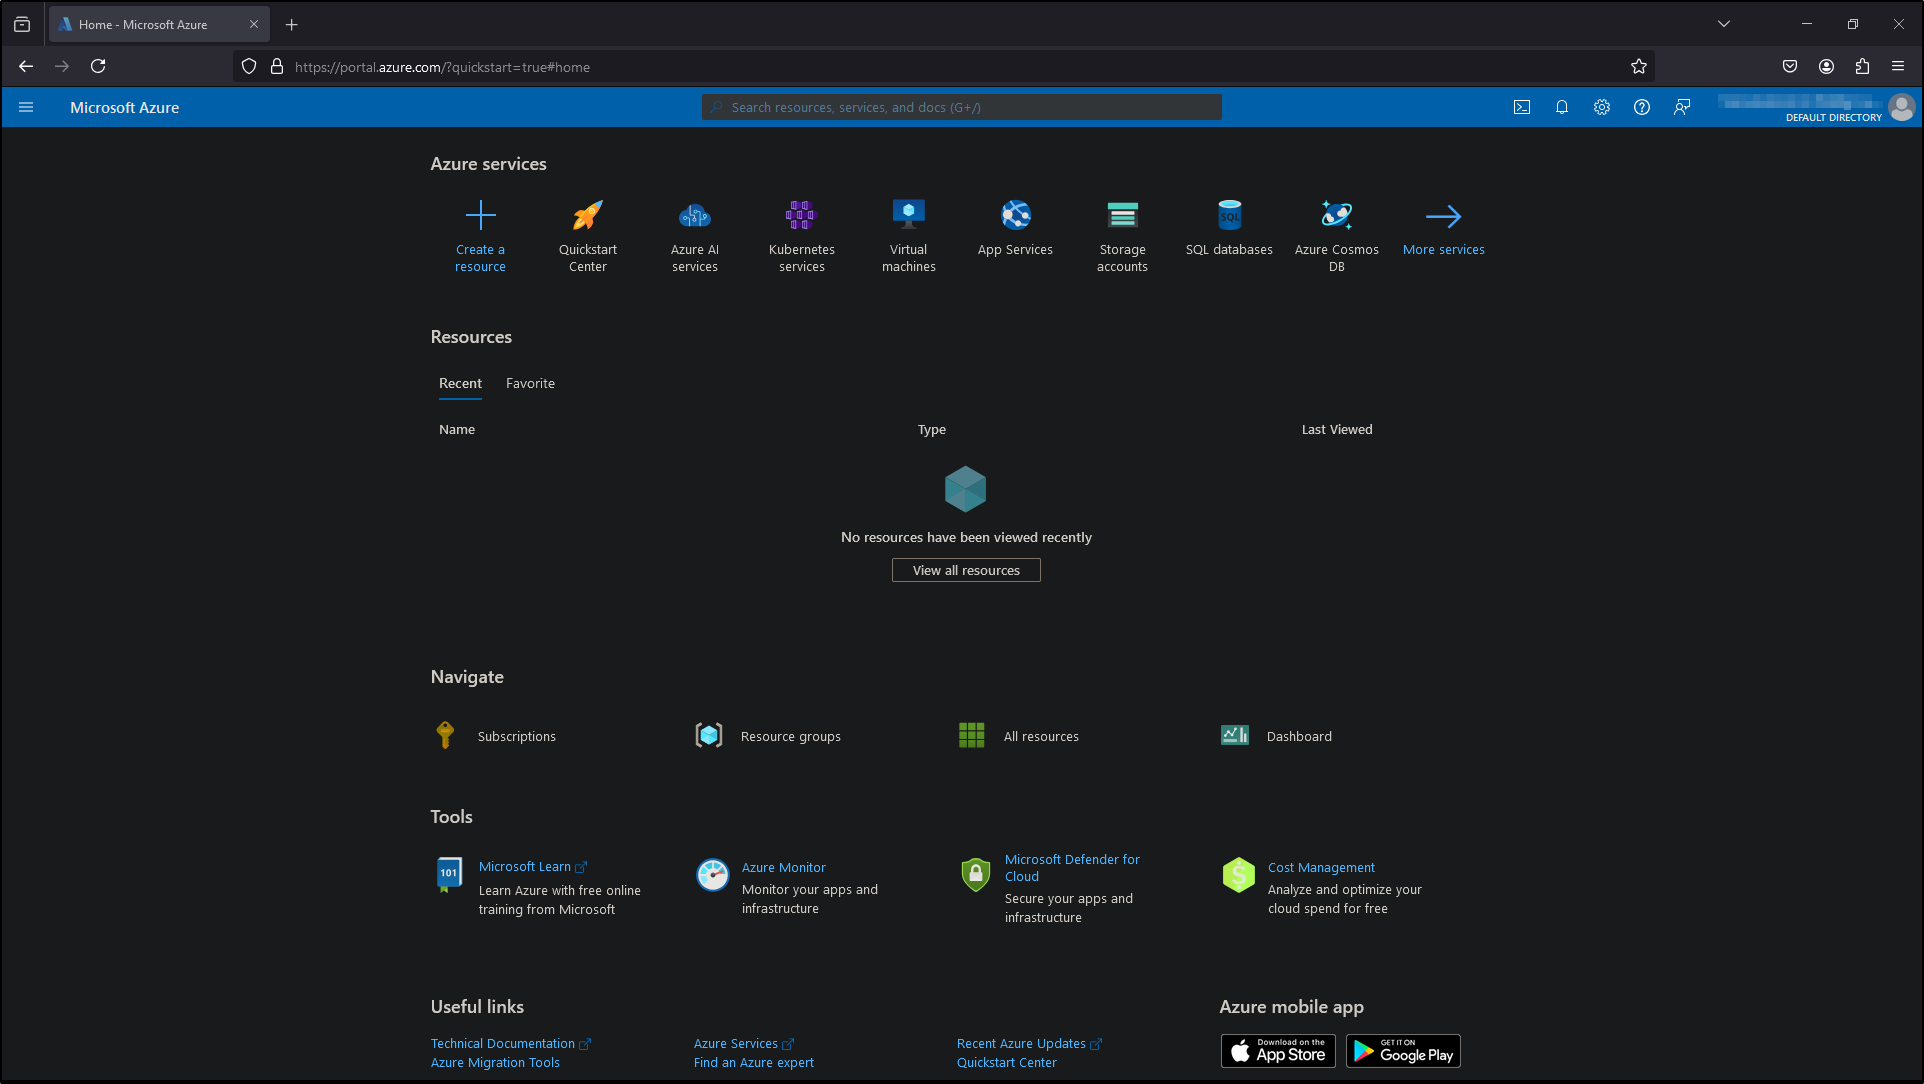 Home - Microsoft Azure
https://portal.azure.com/?quickstart=true#home
Microsoft Azure
Search resources, services, and docs (G+/)
DEFAULT DIRECTORY
Azure services
Create a
resource
Quickstart
Center
Azure AI
services
Kubernetes
services
Virtual
machines
App Services
Storage
accounts
SQL
SQL databases
Azure Cosmos
DB
More services
Resources
Recent
Favorite
Name
Type
Last Viewed
No resources have been viewed recently
View all resources
Navigate
Subscriptions
Resource groups
All resources
Dashboard
Tools
101
Microsoft Learn
Learn Azure with free online
training from Microsoft
Azure Monitor
Monitor your apps and
infrastructure
Microsoft Defender for
Cloud
Secure your apps and
infrastructure
$
Cost Management
Analyze and optimize your
cloud spend for free
Useful links
Technical Documentation
Azure Migration Tools
Azure Services
Find an Azure expert
Recent Azure Updates
Quickstart Center
Azure mobile app
Download on the
App Store
GET IT ON
Google Play